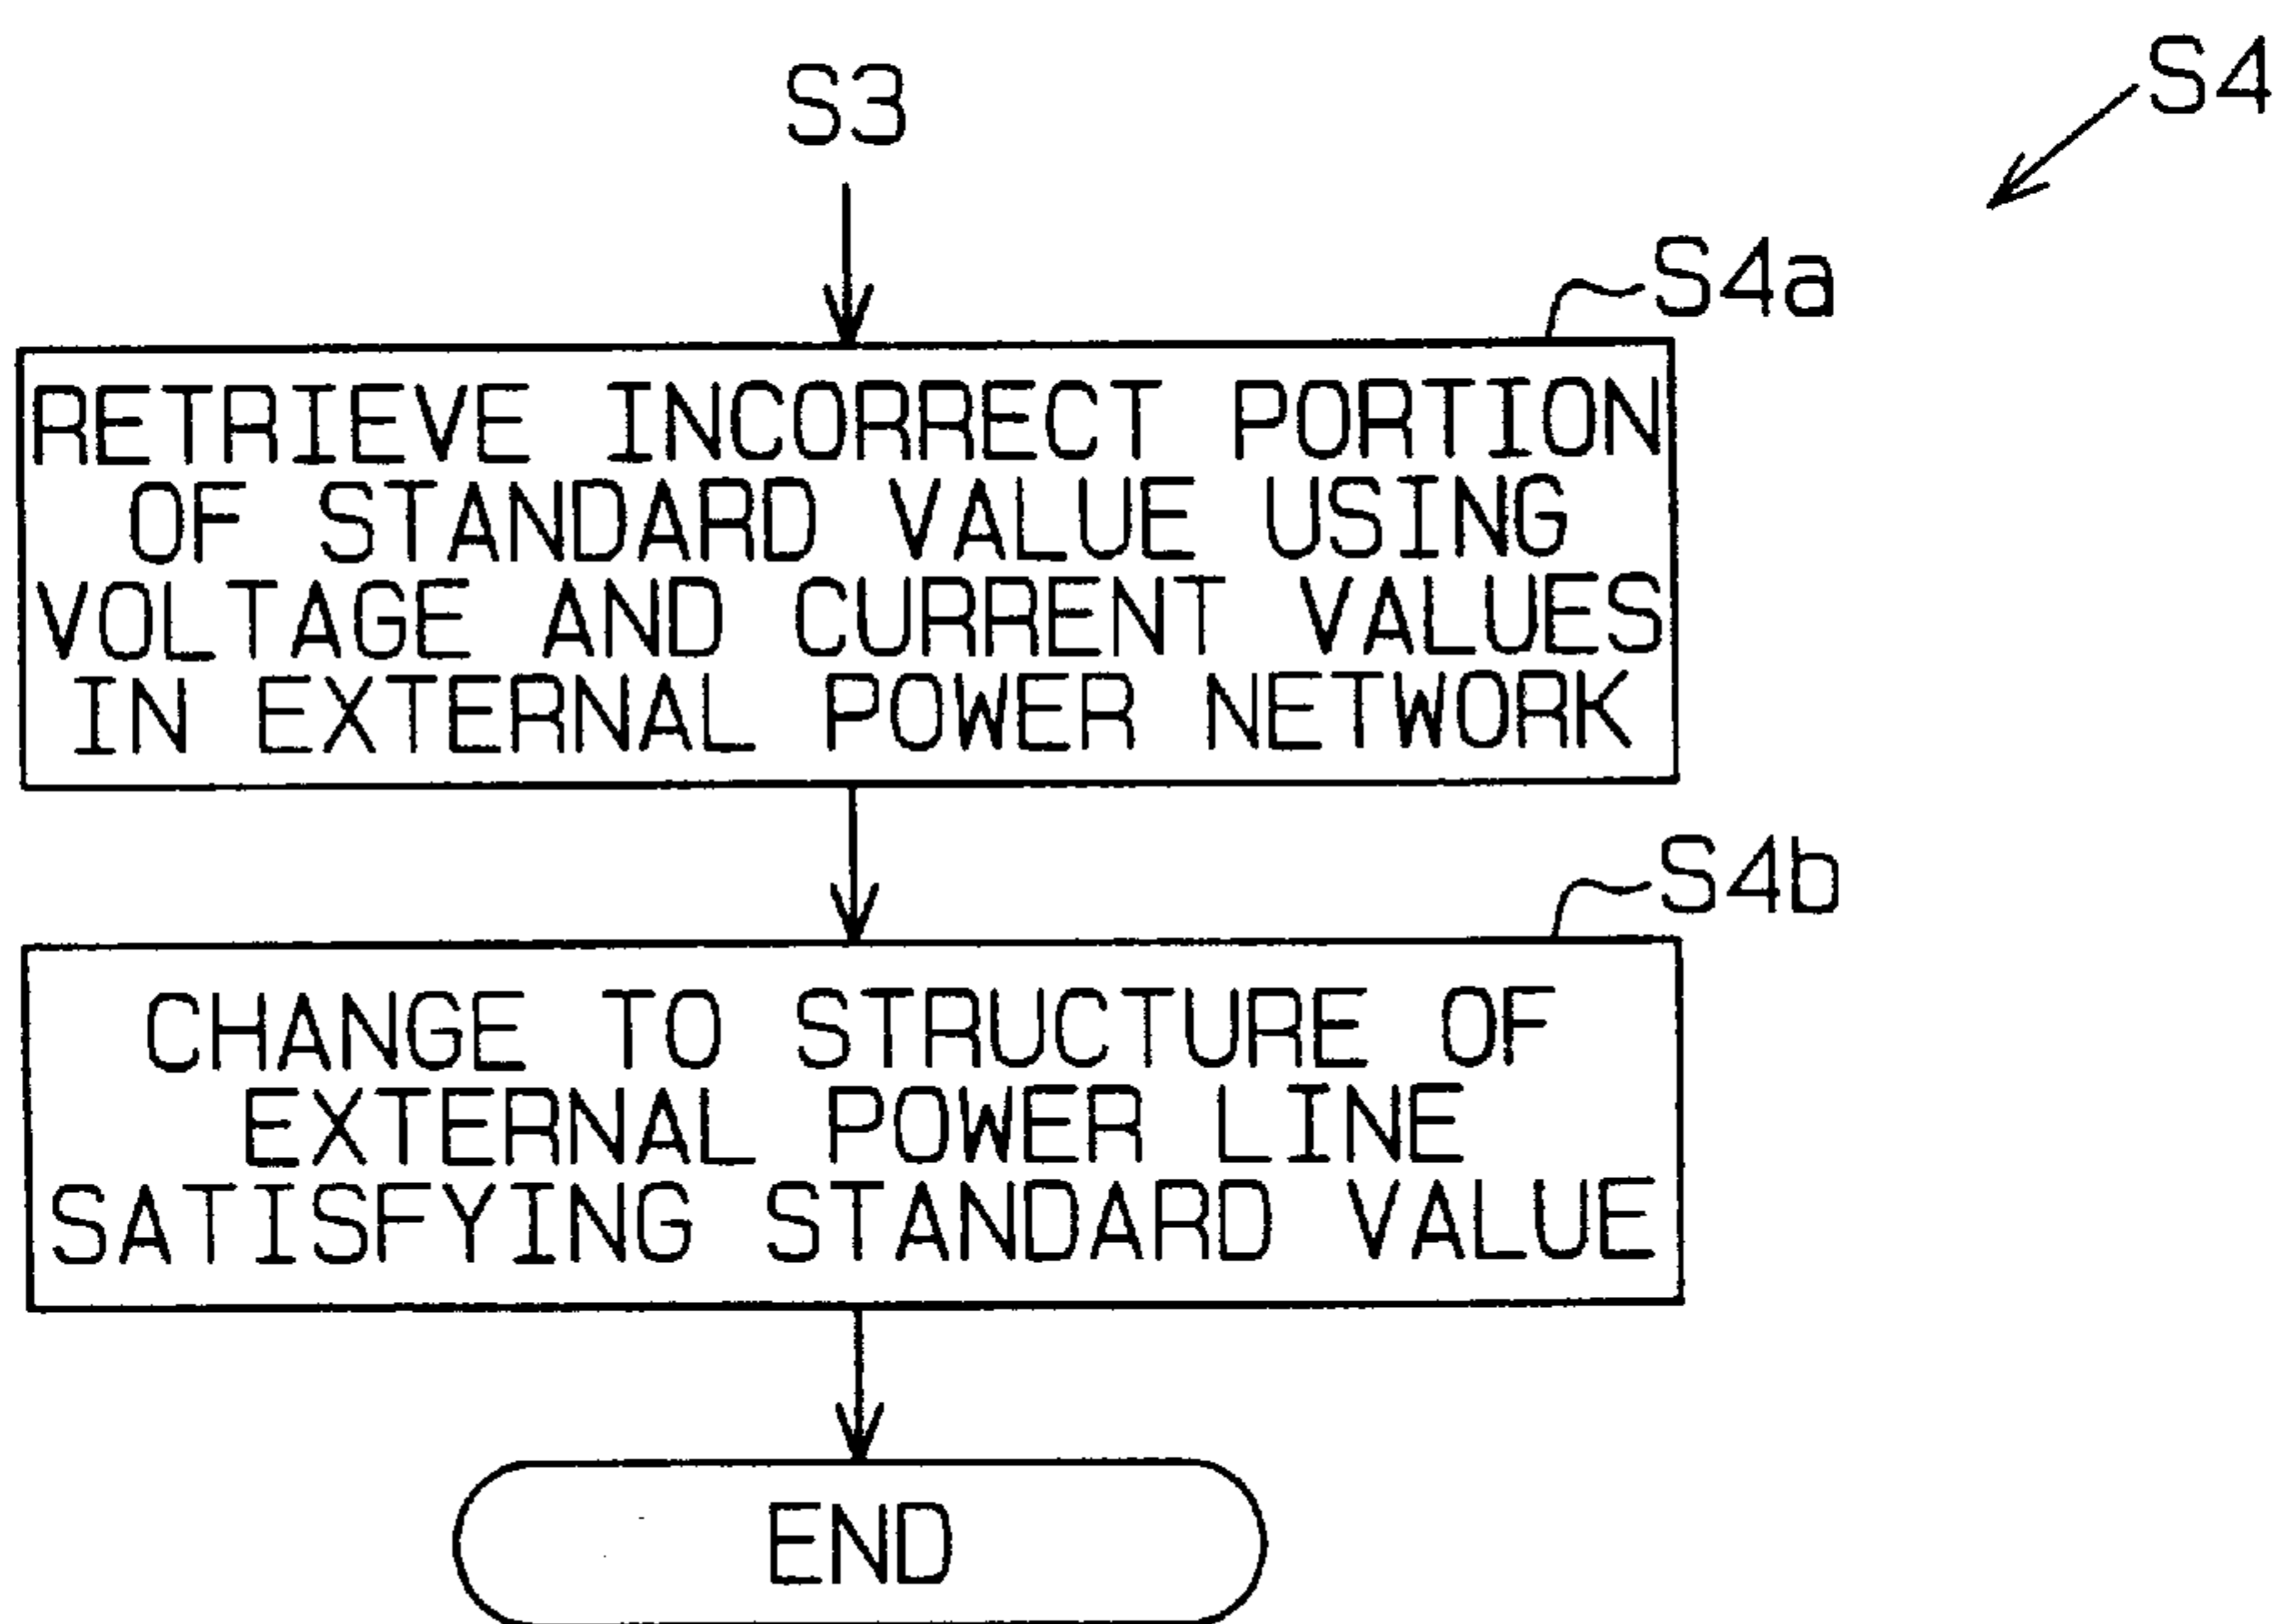 S4
S3
S4a
RETRIEVE INCORRECT PORTION
OF STANDARD VALUE USING
VOLTAGE AND CURRENT VALUES
IN EXTERNAL POWER NETWORK
S4b
CHANGE TO STRUCTURE OF
EXTERNAL POWER LINE
SATISFYING STANDARD VALUE
END